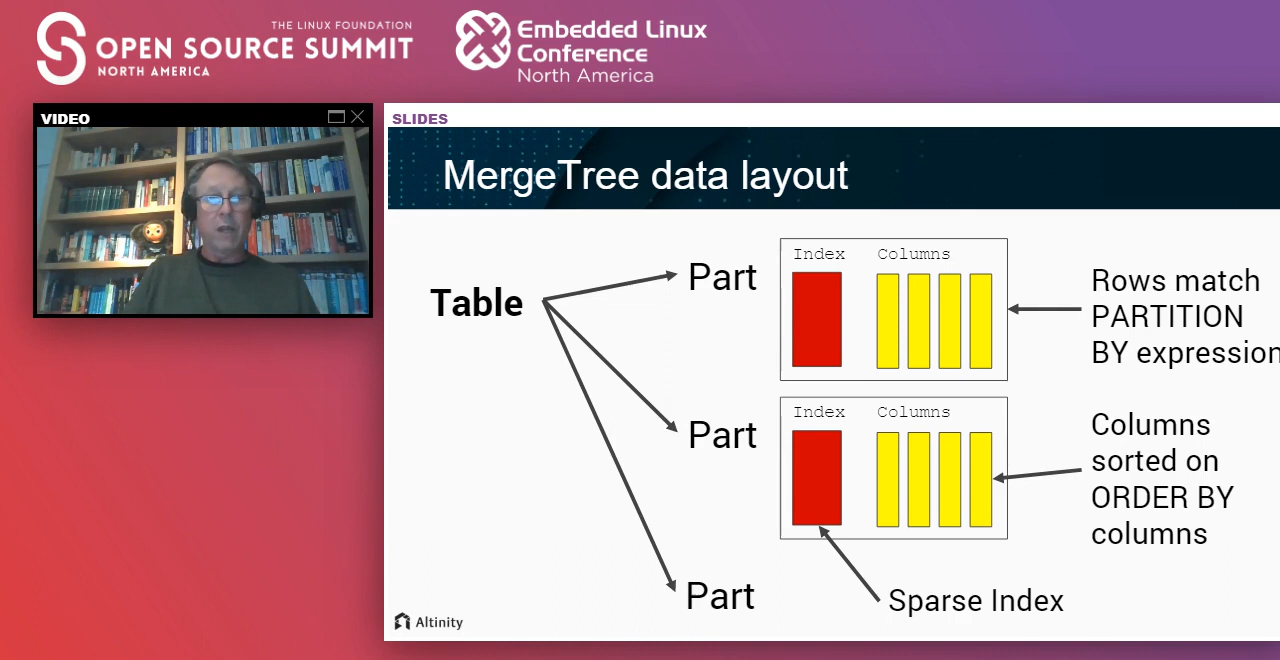 THE LINUX FOUNDATION
OPEN SOURCE SUMMIT
NORTH AMERICA
Embedded Linux
Conference
North America
VIDEO
SLIDES
MergeTree data layout
Table
Part
Index Columns
Rows match
PARTITION
BY expression
Part
Index Columns
Columns
sorted on
ORDER BY
columns
Part
Sparse Index
Altinity